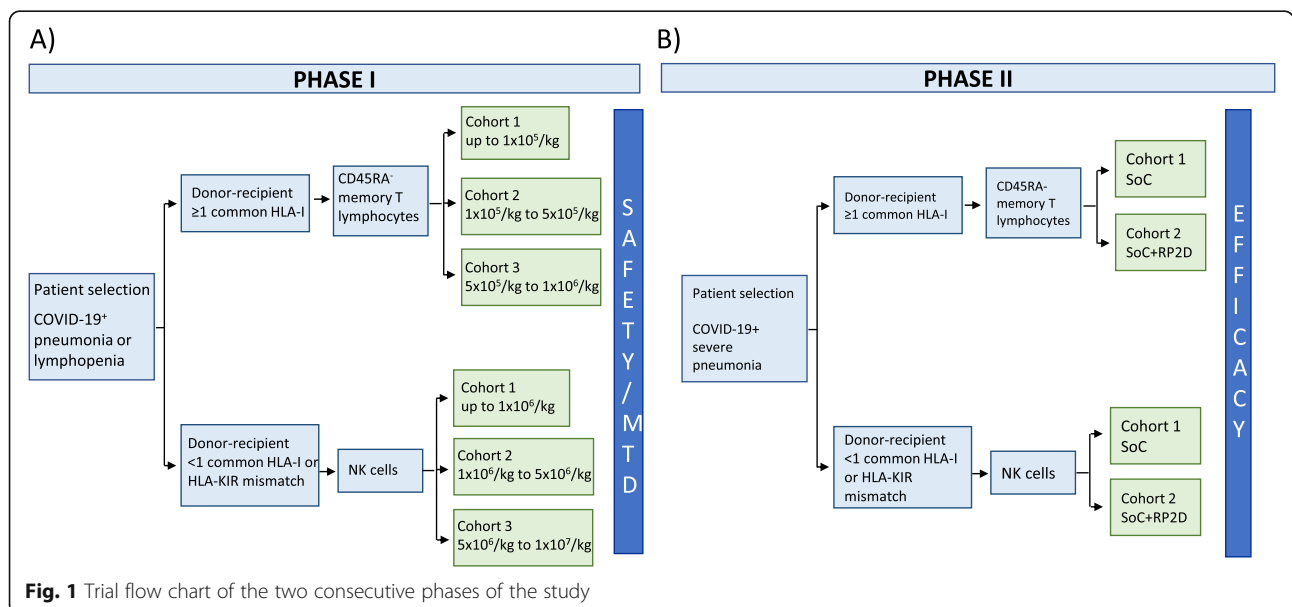 A)
PHASE I
Patient selection
COVID-19⁺
pneumonia or
lymphopenia
Donor-recipient
≥1 common HLA-I
CD45RA⁻
memory T
lymphocytes
Cohort 1
up to 1x10⁵/kg
Cohort 2
1x10⁵/kg to 5x10⁵/kg
Cohort 3
5x10⁵/kg to 1x10⁶/kg
Donor-recipient
<1 common HLA-I or
HLA-KIR mismatch
NK cells
Cohort 1
up to 1x10⁶/kg
Cohort 2
1x10⁶/kg to 5x10⁶/kg
Cohort 3
5x10⁶/kg to 1x10⁷/kg
SAFETY/MTD
B)
PHASE II
Patient selection
COVID-19+
severe
pneumonia
Donor-recipient
≥1 common HLA-I
CD45RA-
memory T
lymphocytes
Cohort 1
SoC
Cohort 2
SoC+RP2D
Donor-recipient
<1 common HLA-I
or HLA-KIR
mismatch
NK cells
Cohort 1
SoC
Cohort 2
SoC+RP2D
EFFICACY
Fig. 1 Trial flow chart of the two consecutive phases of the study